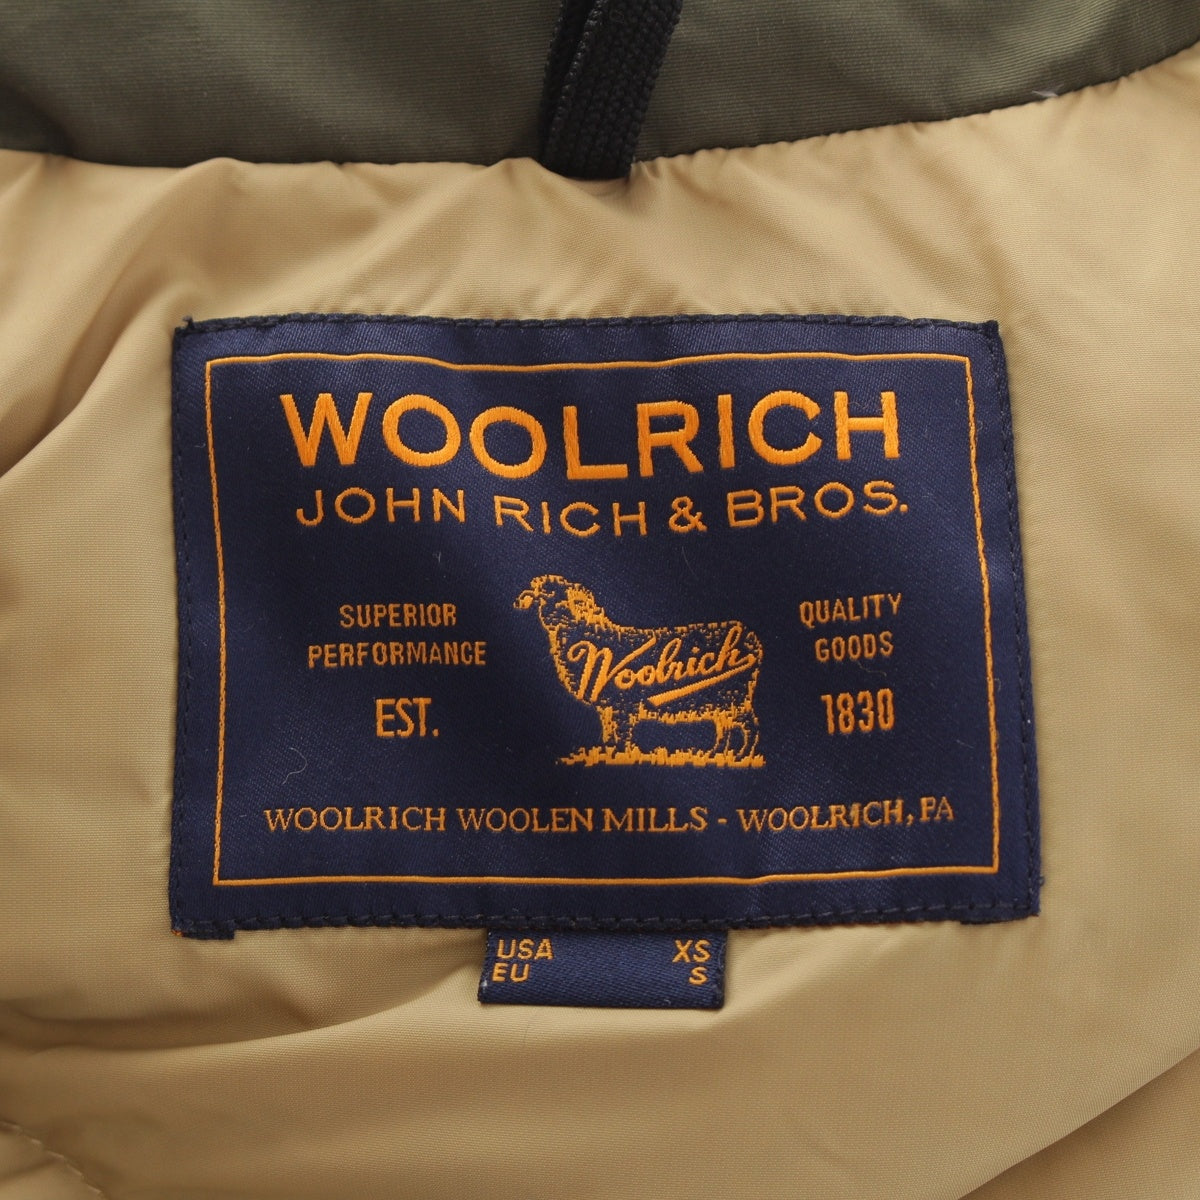 WOOLRICH
JOHN RICH & BROS.
SUPERIOR
PERFORMANCE
EST.
Woolrich
QUALITY
GOODS
1830
WOOLRICH WOOLEN MILLS - WOOLRICH, PA
USA XS
EU S